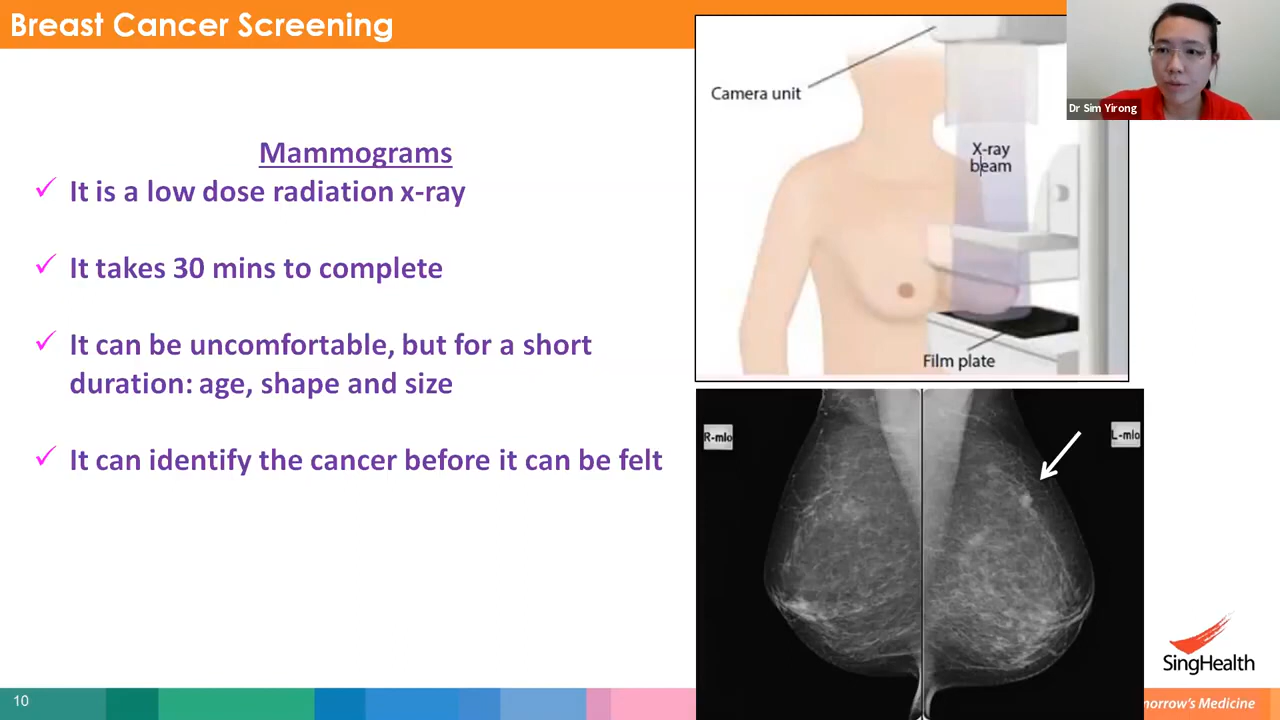 Breast Cancer Screening
Mammograms
✓ It is a low dose radiation x-ray
✓ It takes 30 mins to complete
✓ It can be uncomfortable, but for a short
duration: age, shape and size
✓ It can identify the cancer before it can be felt
Camera unit
X-ray
beam
Film plate
R-mlo
L-mlo
Dr Sim Yirong
SingHealth
10
morrow's Medicine